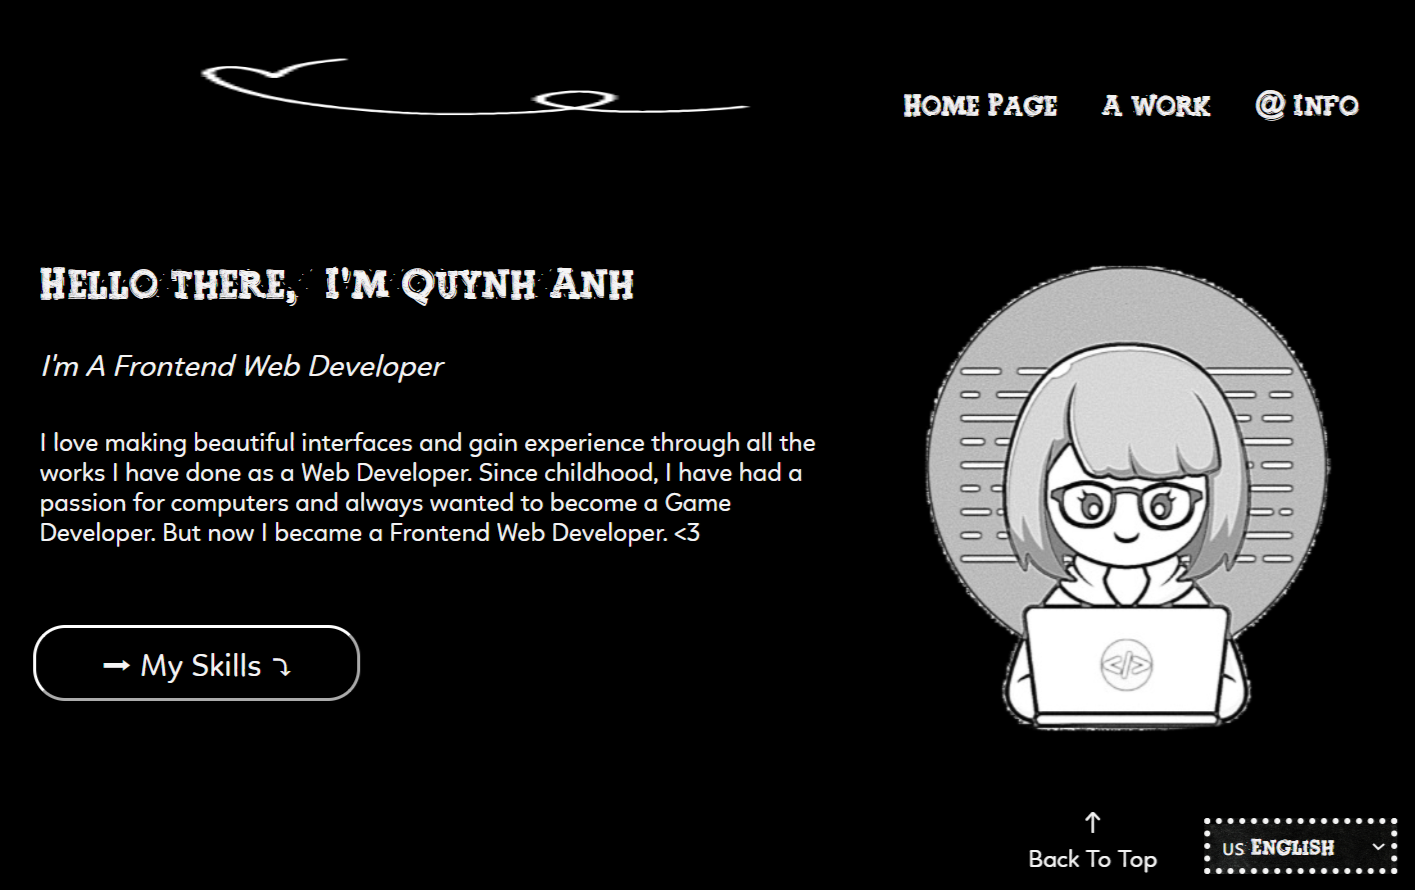 Home Page A work @ Info
Hello there, I'm Quynh Anh
I'm A Frontend Web Developer
I love making beautiful interfaces and gain experience through all the
works I have done as a Web Developer. Since childhood, I have had a
passion for computers and always wanted to become a Game
Developer. But now I became a Frontend Web Developer. <3
➞ My Skills ⤵
</>
↑
Back To Top
US English